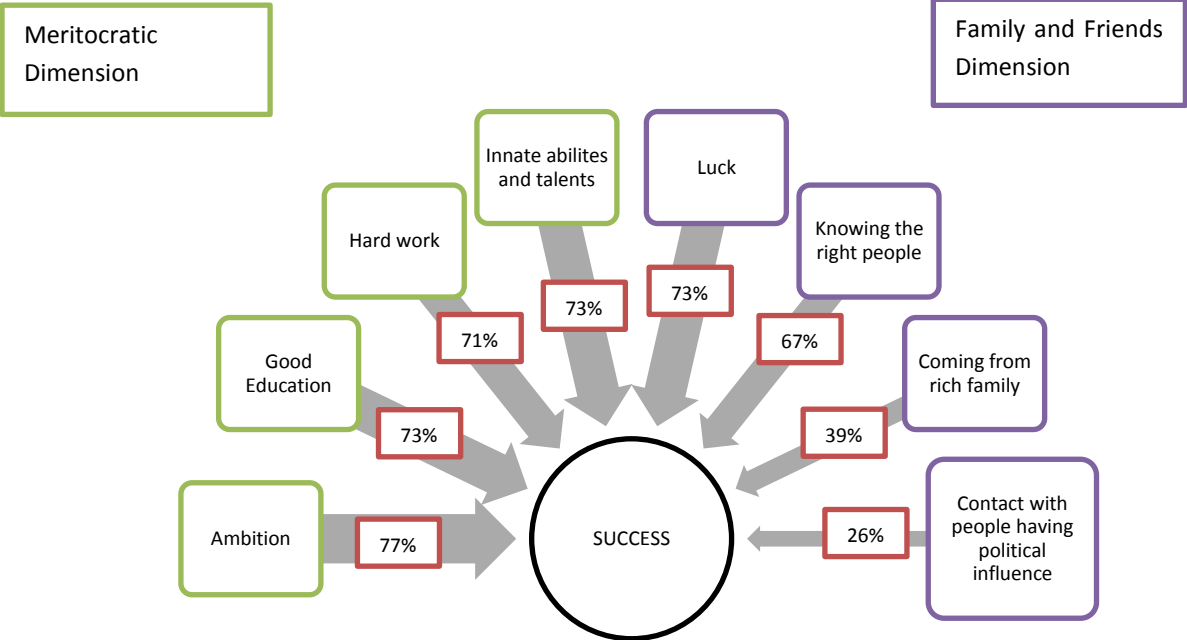 Meritocratic
Dimension
Family and Friends
Dimension
Innate abilites
and talents
Luck
Hard work
Knowing the
right people
73%
73%
71%
67%
Good
Education
Coming from
rich family
73%
39%
Ambition
77%
SUCCESS
26%
Contact with
people having
political
influence